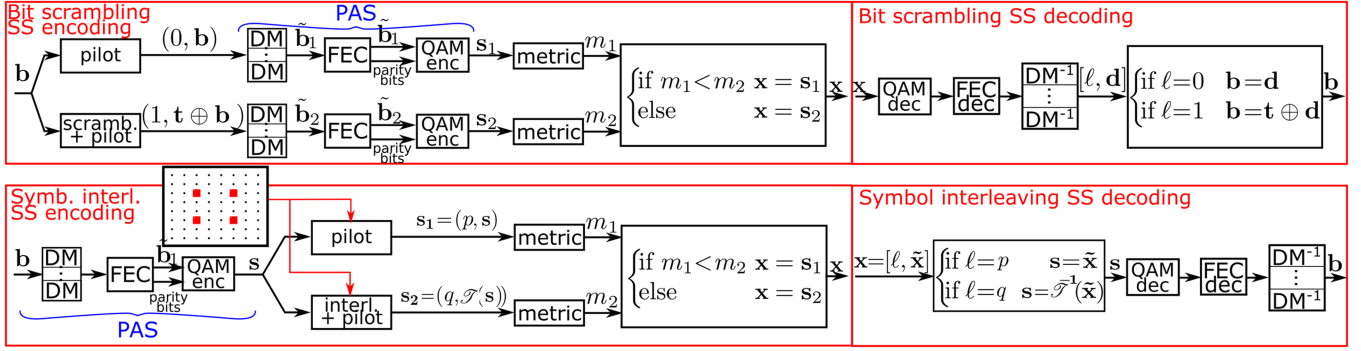 Bit scrambling
SS encoding
PAS
b
pilot
(0, b)
DM
⋮
DM
b̃₁
FEC
b̃₁
parity
bits
QAM
enc
s₁
metric
m₁
scramb.
+ pilot
(1, t ⊕ b)
DM
⋮
DM
b̃₂
FEC
b̃₂
parity
bits
QAM
enc
s₂
metric
m₂
if m₁<m₂ x = s₁
else x = s₂
x
Bit scrambling SS decoding
x
QAM
dec
FEC
dec
DM⁻¹
⋮
DM⁻¹
[ℓ, d]
if ℓ=0 b=d
if ℓ=1 b=t ⊕ d
b
Symb. interl.
SS encoding
b
DM
⋮
DM
FEC
b̃₁
parity
bits
QAM
enc
s
PAS
pilot
s₁=(p, s)
metric
m₁
interl.
+ pilot
s₂=(q, 𝒯(s))
metric
m₂
if m₁<m₂ x = s₁
else x = s₂
x
Symbol interleaving SS decoding
x=[ℓ, x̃]
if ℓ=p s=x̃
if ℓ=q s=𝒯⁻¹(x̃)
s
QAM
dec
FEC
dec
DM⁻¹
⋮
DM⁻¹
b